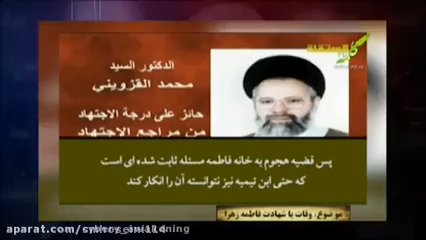 المستقلة
كلمة
الدكتور السيد
محمد القزويني
حائز على درجة الاجتهاد
من مراجع الاجتهاد
پس قضیه هجوم به خانه فاطمه مسئله ثابت شده ای است
که حتی ابن تیمیه نیز نتوانسته آن را انکار کند
موضوع: وفات یا شهادت فاطمه زهرا